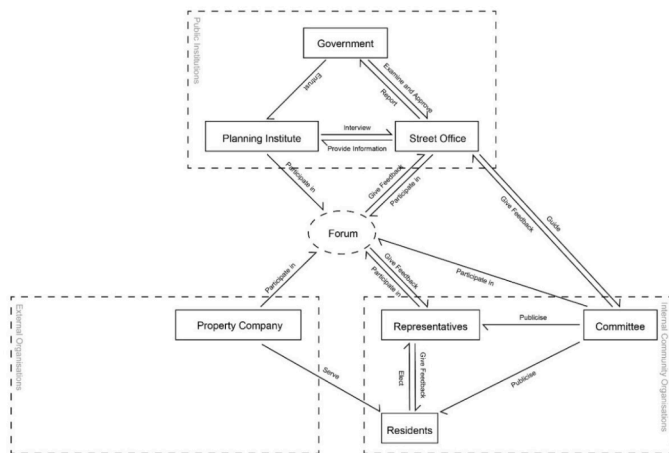 Public Institutions
Government
Entrust
Examine and Approve
Report
Planning Institute
Interview
Provide Information
Street Office
Participate in
Give Feedback
Participate in
Give Feedback
Guide
Forum
Participate in
Give Feedback
Participate in
Participate in
External Organisations
Property Company
Representatives
Publicise
Committee
Internal Community Organisations
Serve
Elect
Give Feedback
Publicise
Residents